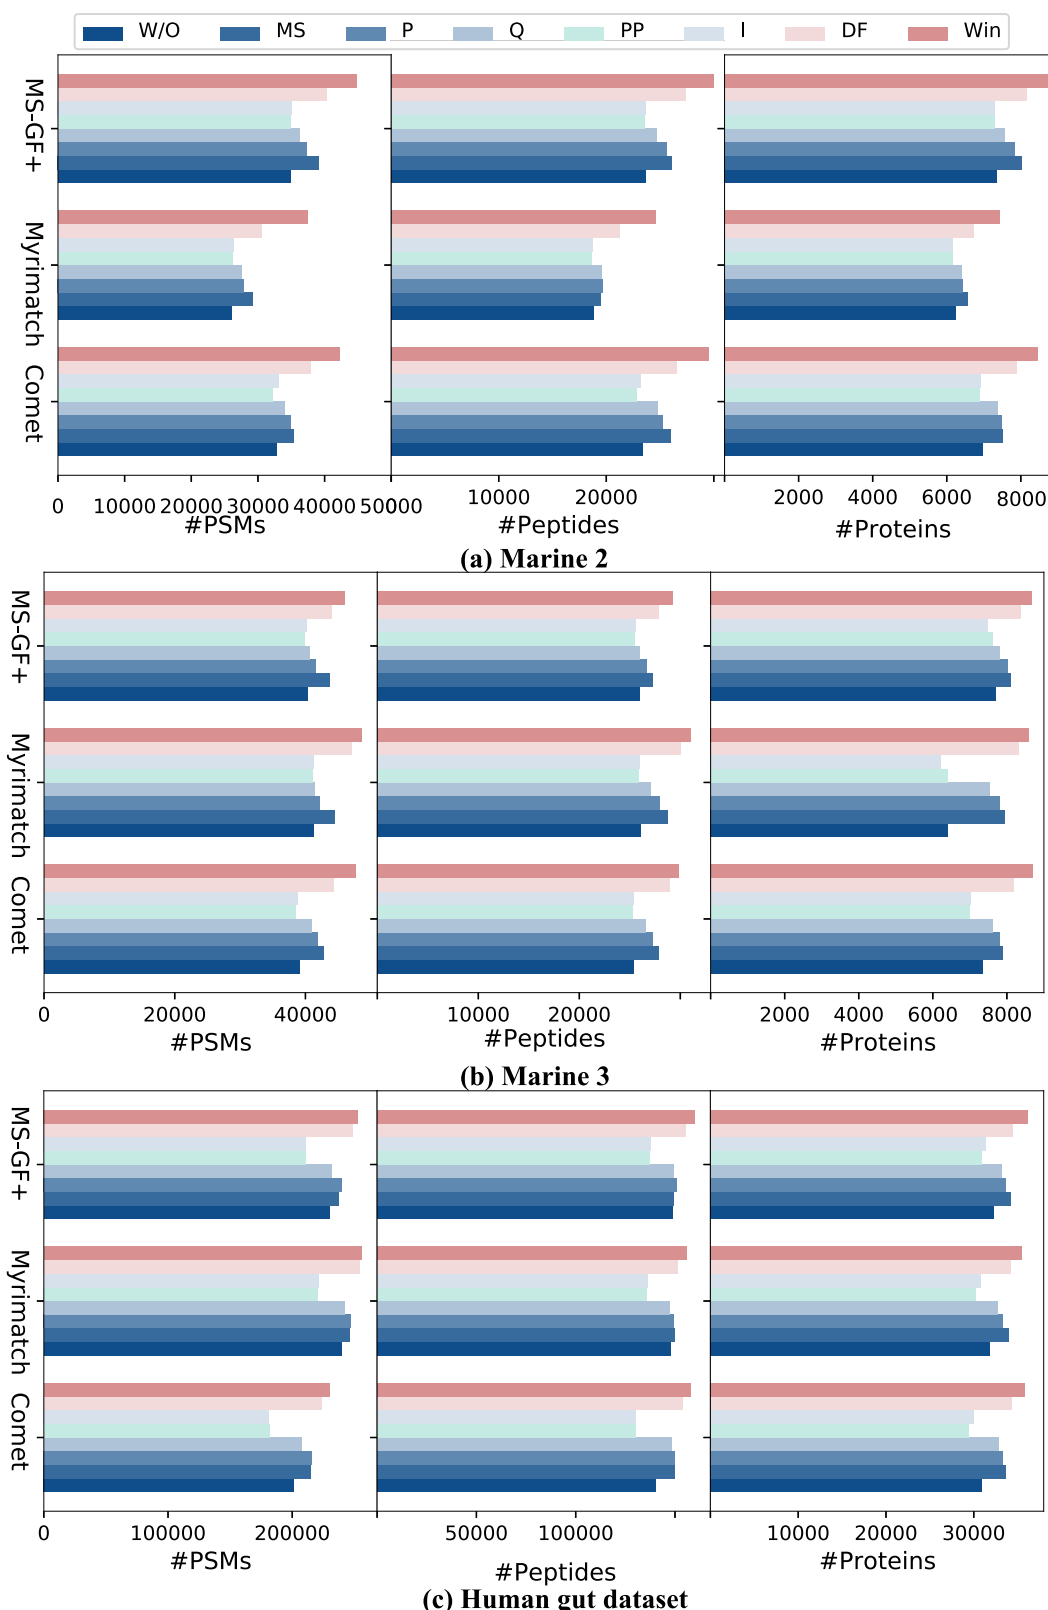 W/O MS P Q PP I DF Win
MS-GF+
Myrimatch
Comet
0 10000 20000 30000 40000 50000
#PSMs
10000 20000
#Peptides
2000 4000 6000 8000
#Proteins
(a) Marine 2
MS-GF+
Myrimatch
Comet
0 20000 40000
#PSMs
10000 20000
#Peptides
2000 4000 6000 8000
#Proteins
(b) Marine 3
MS-GF+
Myrimatch
Comet
0 100000 200000
#PSMs
50000 100000
#Peptides
10000 20000 30000
#Proteins
(c) Human gut dataset